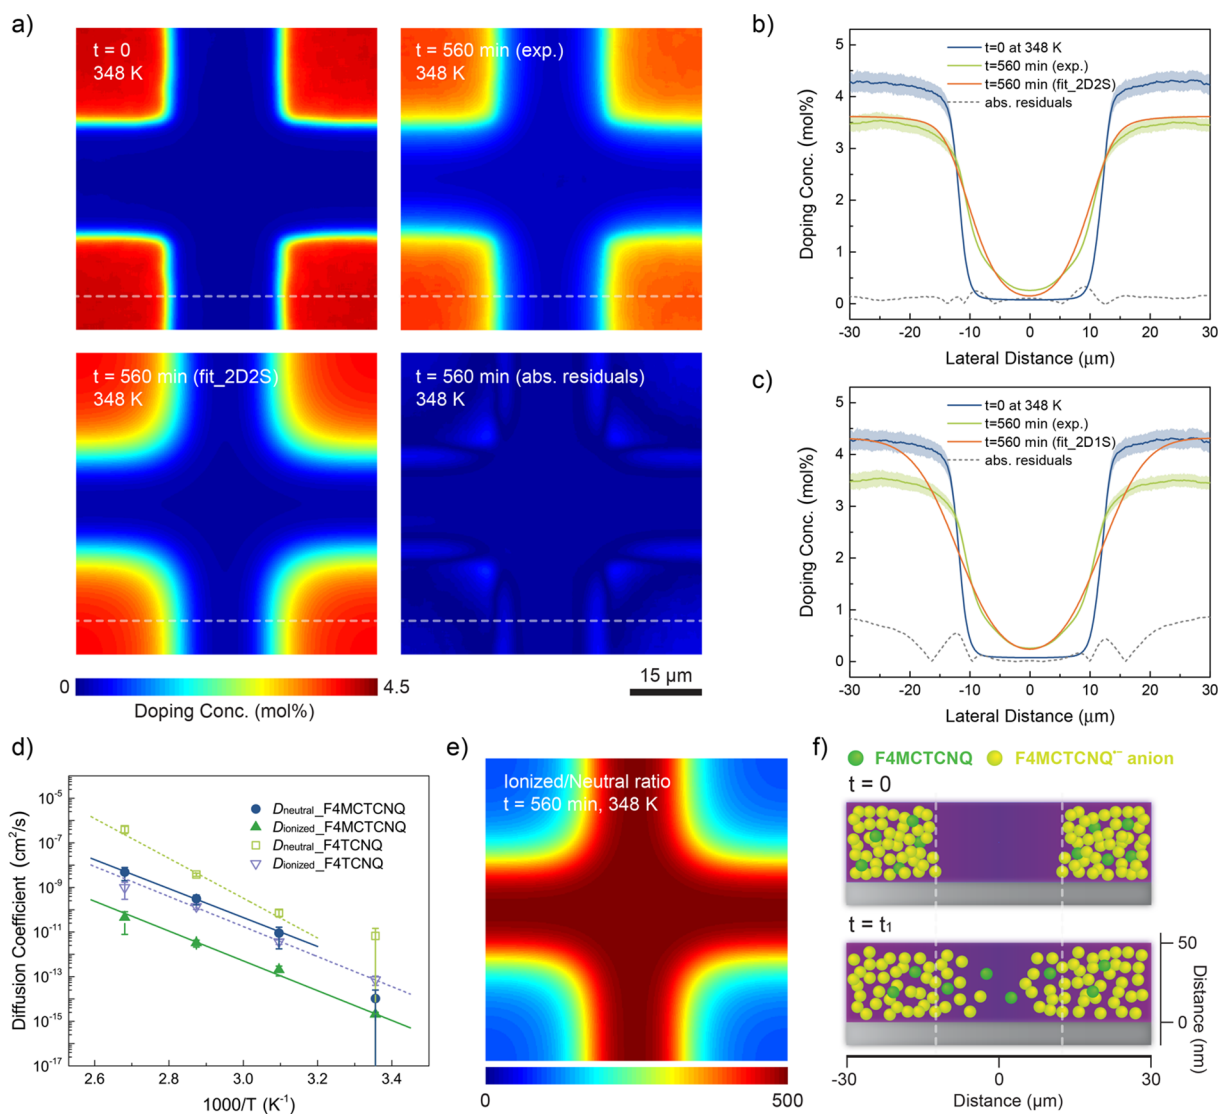 a)
t = 0
348 K
t = 560 min (exp.)
348 K
t = 560 min (fit_2D2S)
348 K
t = 560 min (abs. residuals)
348 K
0
4.5
Doping Conc. (mol%)
15 µm
b)
t=0 at 348 K
t=560 min (exp.)
t=560 min (fit_2D2S)
abs. residuals
Doping Conc. (mol%)
5
4
3
2
1
0
-30 -20 -10 0 10 20 30
Lateral Distance (µm)
c)
t=0 at 348 K
t=560 min (exp.)
t=560 min (fit_2D1S)
abs. residuals
Doping Conc. (mol%)
5
4
3
2
1
0
-30 -20 -10 0 10 20 30
Lateral Distance (µm)
d)
Dneutral_F4MCTCNQ
Dionized_F4MCTCNQ
Dneutral_F4TCNQ
Dionized_F4TCNQ
Diffusion Coefficient (cm²/s)
10⁻⁵
10⁻⁷
10⁻⁹
10⁻¹¹
10⁻¹³
10⁻¹⁵
10⁻¹⁷
2.6 2.8 3.0 3.2 3.4
1000/T (K⁻¹)
e)
Ionized/Neutral ratio
t = 560 min, 348 K
0
500
f)
F4MCTCNQ
F4MCTCNQ•⁻ anion
t = 0
t = t₁
50
0
Distance (nm)
-30 0 30
Distance (µm)